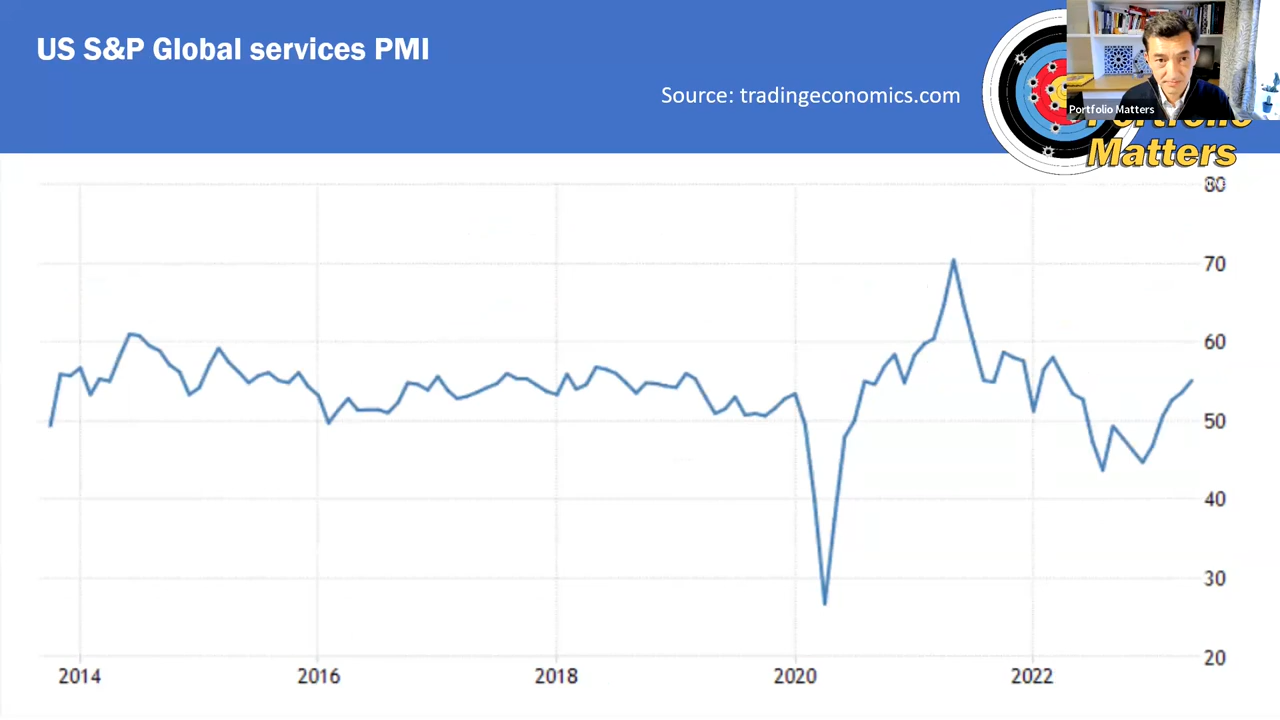 US S&P Global services PMI
Source: tradingeconomics.com
Portfolio Matters
Portfolio
Matters
80
70
60
50
40
30
20
2014 2016 2018 2020 2022